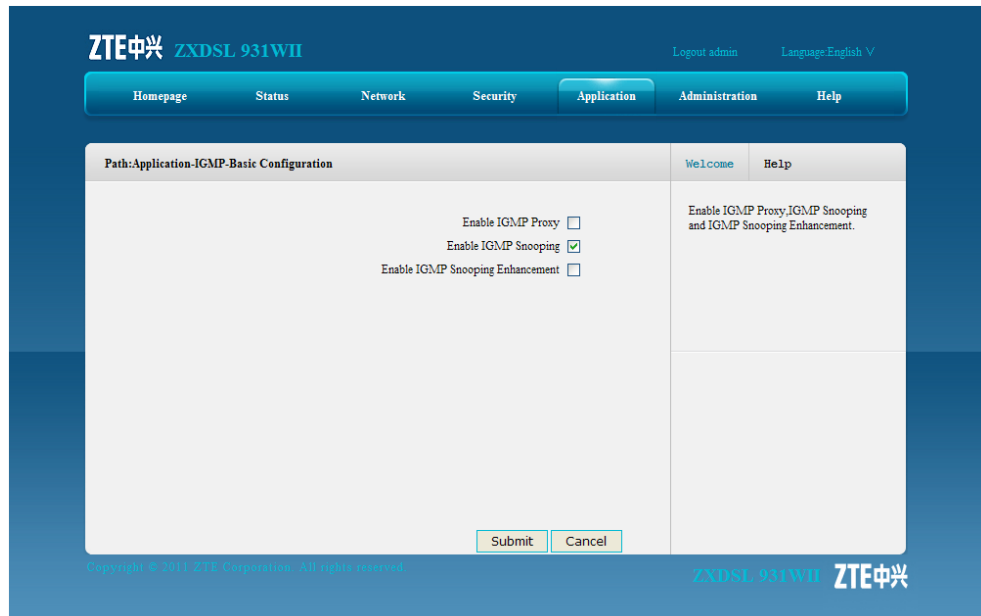 ZTE中兴 ZXDSL 931WII
Logout admin Language:English V
Homepage Status Network Security Application Administration Help
Path:Application-IGMP-Basic Configuration
Welcome Help
Enable IGMP Proxy
Enable IGMP Snooping
Enable IGMP Snooping Enhancement
Enable IGMP Proxy,IGMP Snooping
and IGMP Snooping Enhancement.
Submit Cancel
Copyright © 2011 ZTE Corporation. All rights reserved.
ZXDSL 931WII ZTE中兴